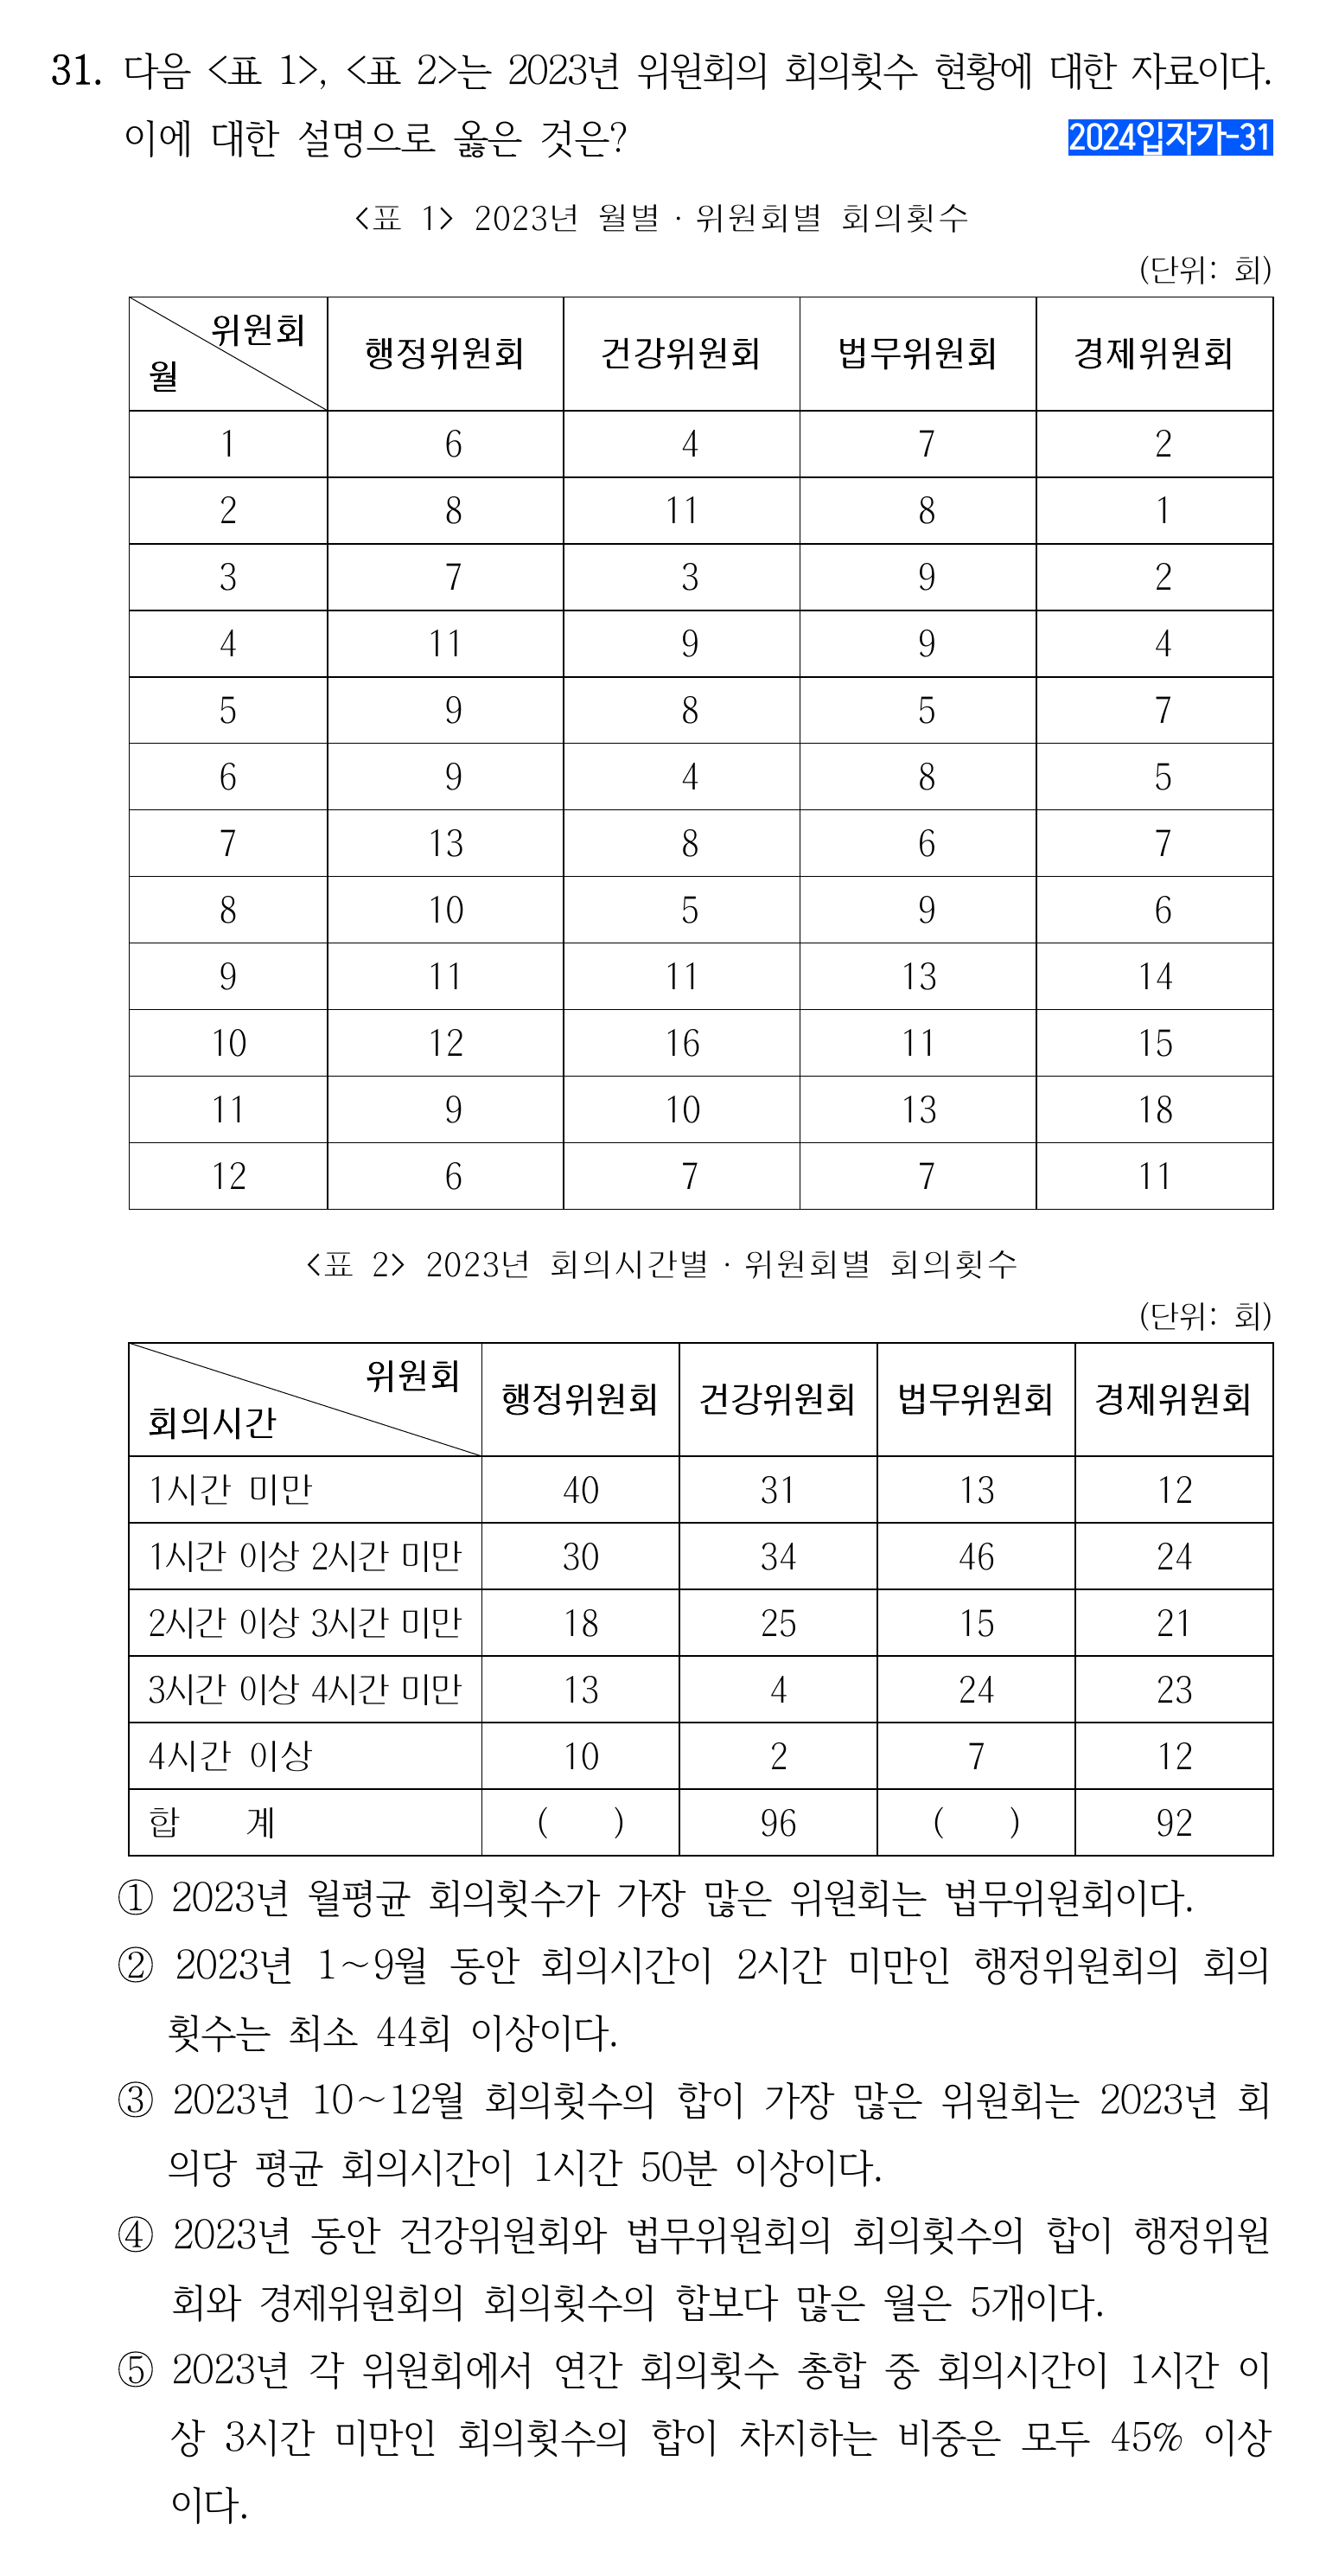 31. 다음 <표 1>, <표 2>는 2023년 위원회의 회의횟수 현황에 대한 자료이다.
이에 대한 설명으로 옳은 것은?
2024입자가-31
<표 1> 2023년 월별·위원회별 회의횟수
(단위: 회)
위원회
월 행정위원회 건강위원회 법무위원회 경제위원회
1 6 4 7 2
2 8 11 8 1
3 7 3 9 2
4 11 9 9 4
5 9 8 5 7
6 9 4 8 5
7 13 8 6 7
8 10 5 9 6
9 11 11 13 14
10 12 16 11 15
11 9 10 13 18
12 6 7 7 11
<표 2> 2023년 회의시간별·위원회별 회의횟수
(단위: 회)
위원회
회의시간 행정위원회 건강위원회 법무위원회 경제위원회
1시간 미만 40 31 13 12
1시간 이상 2시간 미만 30 34 46 24
2시간 이상 3시간 미만 18 25 15 21
3시간 이상 4시간 미만 13 4 24 23
4시간 이상 10 2 7 12
합 계 ( ) 96 ( ) 92
① 2023년 월평균 회의횟수가 가장 많은 위원회는 법무위원회이다.
② 2023년 1~9월 동안 회의시간이 2시간 미만인 행정위원회의 회의
횟수는 최소 44회 이상이다.
③ 2023년 10~12월 회의횟수의 합이 가장 많은 위원회는 2023년 회
의당 평균 회의시간이 1시간 50분 이상이다.
④ 2023년 동안 건강위원회와 법무위원회의 회의횟수의 합이 행정위원
회와 경제위원회의 회의횟수의 합보다 많은 월은 5개이다.
⑤ 2023년 각 위원회에서 연간 회의횟수 총합 중 회의시간이 1시간 이
상 3시간 미만인 회의횟수의 합이 차지하는 비중은 모두 45% 이상
이다.